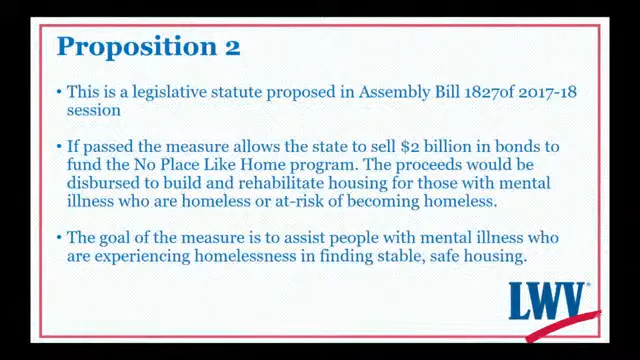 Proposition 2
• This is a legislative statute proposed in Assembly Bill 1827of 2017-18
session
• If passed the measure allows the state to sell $2 billion in bonds to
fund the No Place Like Home program. The proceeds would be
disbursed to build and rehabilitate housing for those with mental
illness who are homeless or at-risk of becoming homeless.
• The goal of the measure is to assist people with mental illness who
are experiencing homelessness in finding stable, safe housing.
LWV®